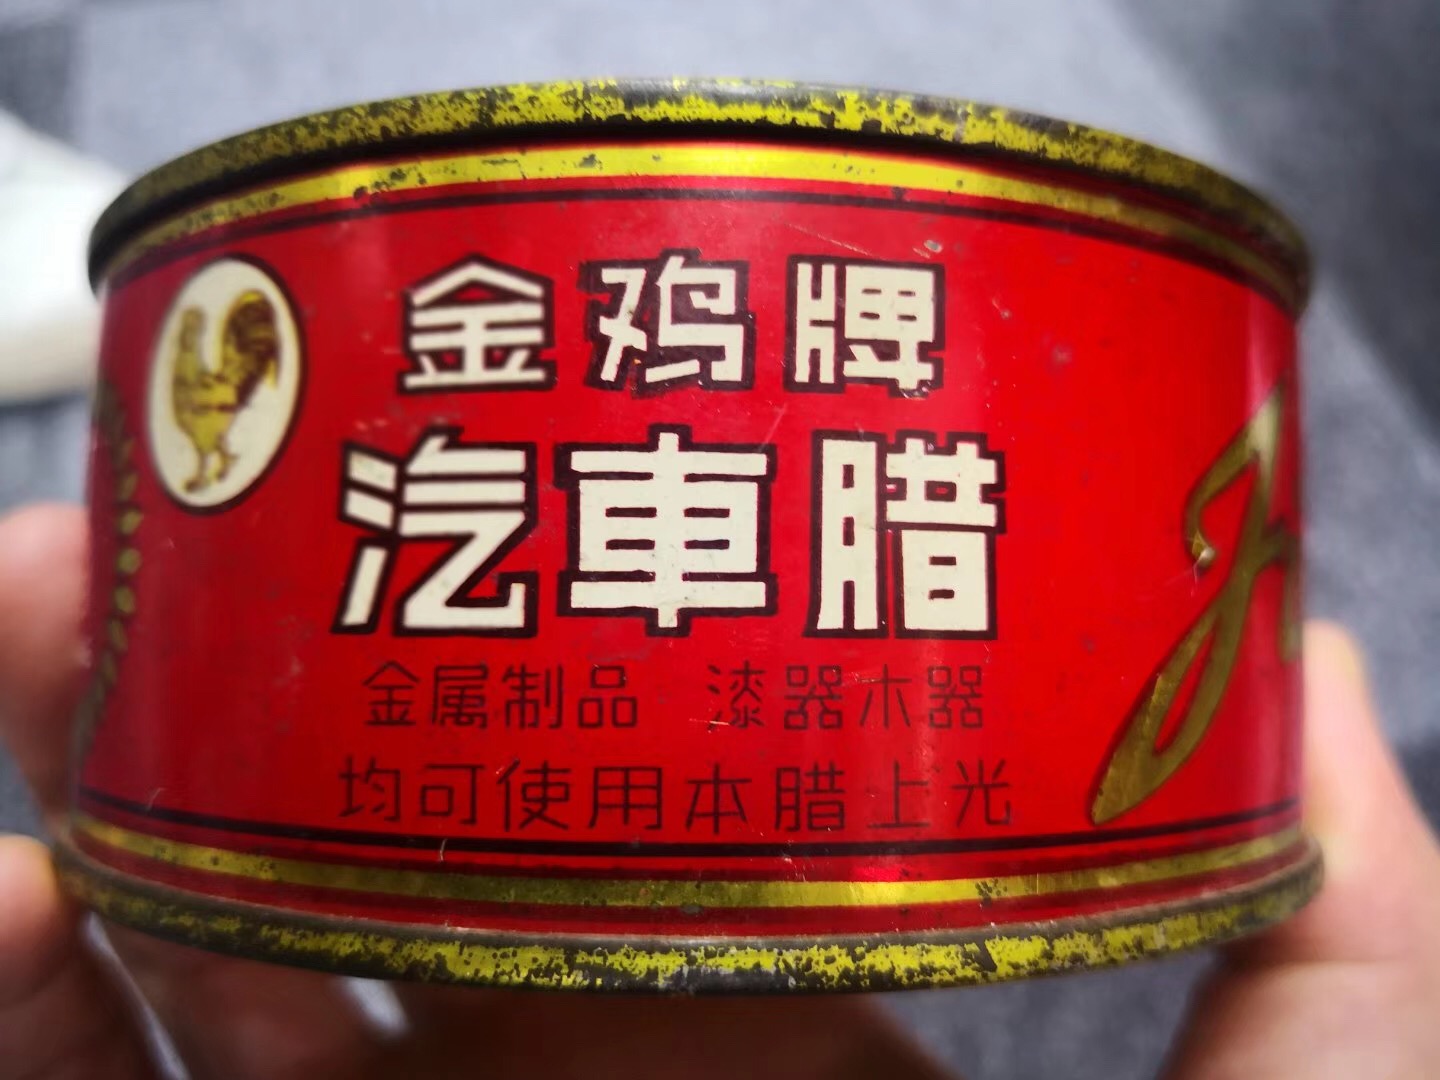 金鸡牌
汽車腊
金属制品 漆器木器
均可使用本腊上光